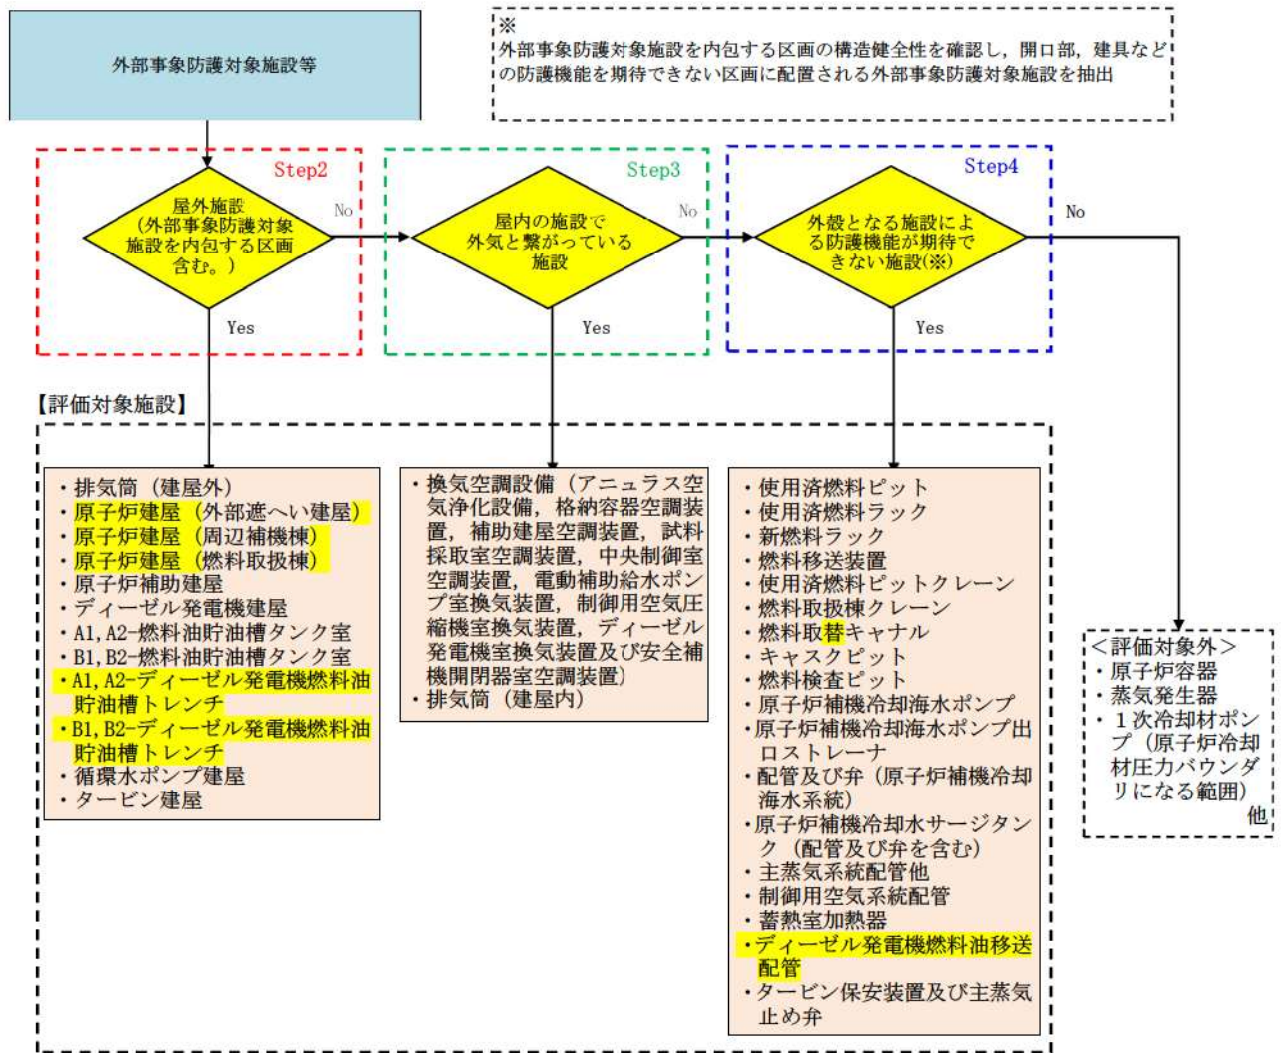 外部事象防護対象施設等
※
外部事象防護対象施設を内包する区画の構造健全性を確認し，開口部，建具など
の防護機能を期待できない区画に配置される外部事象防護対象施設を抽出
Step2
屋外施設
（外部事象防護対象
施設を内包する区画
含む。）
No
Yes
Step3
屋内の施設で
外気と繋がっている
施設
No
Yes
Step4
外殻となる施設によ
る防護機能が期待で
きない施設(※)
No
Yes
【評価対象施設】
・排気筒（建屋外）
・原子炉建屋（外部遮へい建屋）
・原子炉建屋（周辺補機棟）
・原子炉建屋（燃料取扱棟）
・原子炉補助建屋
・ディーゼル発電機建屋
・A1, A2-燃料油貯油槽タンク室
・B1, B2-燃料油貯油槽タンク室
・A1, A2-ディーゼル発電機燃料油
貯油槽トレンチ
・B1, B2-ディーゼル発電機燃料油
貯油槽トレンチ
・循環水ポンプ建屋
・タービン建屋
・換気空調設備（アニュラス空
気浄化設備，格納容器空調装
置，補助建屋空調装置，試料
採取室空調装置，中央制御室
空調装置，電動補助給水ポン
プ室換気装置，制御用空気圧
縮機室換気装置，ディーゼル
発電機室換気装置及び安全補
機開閉器室空調装置）
・排気筒（建屋内）
・使用済燃料ピット
・使用済燃料ラック
・新燃料ラック
・燃料移送装置
・使用済燃料ピットクレーン
・燃料取扱棟クレーン
・燃料取替キャナル
・キャスクピット
・燃料検査ピット
・原子炉補機冷却海水ポンプ
・原子炉補機冷却海水ポンプ出
口ストレーナ
・配管及び弁（原子炉補機冷却
海水系統）
・原子炉補機冷却水サージタン
ク（配管及び弁を含む）
・主蒸気系統配管他
・制御用空気系統配管
・蓄熱室加熱器
・ディーゼル発電機燃料油移送
配管
・タービン保安装置及び主蒸気
止め弁
＜評価対象外＞
・原子炉容器
・蒸気発生器
・１次冷却材ポン
プ（原子炉冷却
材圧力バウンダ
リになる範囲）
他